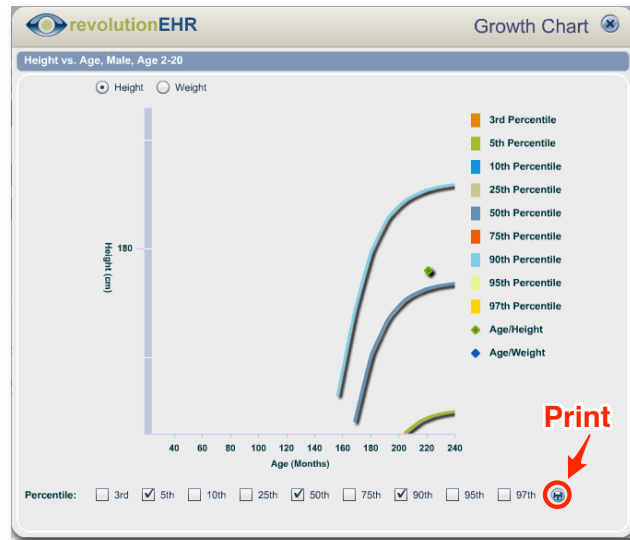 revolutionEHR
Growth Chart
Height vs. Age, Male, Age 2-20
Height Weight
3rd Percentile
5th Percentile
10th Percentile
25th Percentile
50th Percentile
75th Percentile
90th Percentile
95th Percentile
97th Percentile
Age/Height
Age/Weight
Height (cm)
180
40 60 80 100 120 140 160 180 200 220 240
Age (Months)
Print
Percentile: 3rd 5th 10th 25th 50th 75th 90th 95th 97th